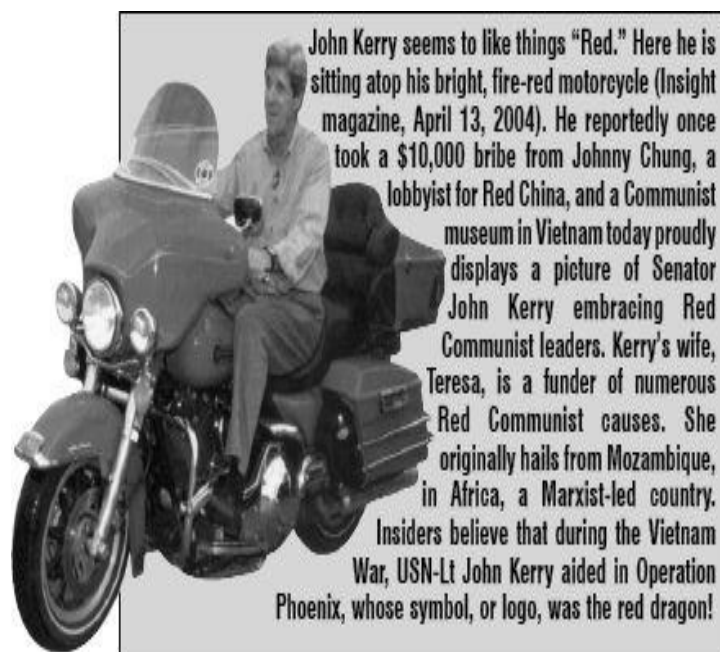 John Kerry seems to like things “Red.” Here he is
sitting atop his bright, fire-red motorcycle (Insight
magazine, April 13, 2004). He reportedly once
took a $10,000 bribe from Johnny Chung, a
lobbyist for Red China, and a Communist
museum in Vietnam today proudly
displays a picture of Senator
John Kerry embracing Red
Communist leaders. Kerry’s wife,
Teresa, is a funder of numerous
Red Communist causes. She
originally hails from Mozambique,
in Africa, a Marxist-led country.
Insiders believe that during the Vietnam
War, USN-Lt John Kerry aided in Operation
Phoenix, whose symbol, or logo, was the red dragon!